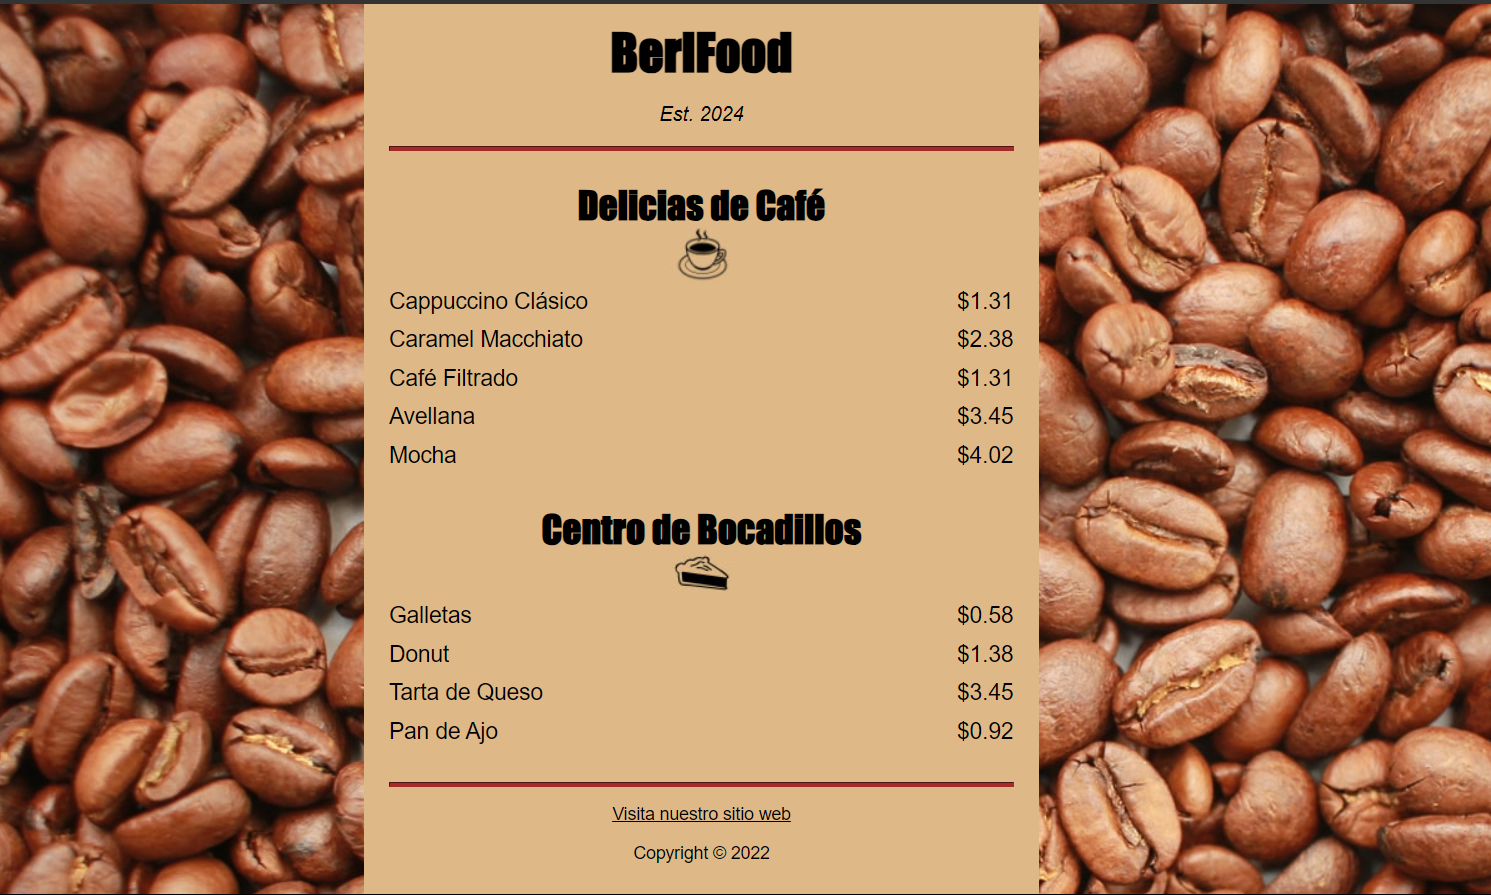 BerlFood
Est. 2024
Delicias de Café
Cappuccino Clásico $1.31
Caramel Macchiato $2.38
Café Filtrado $1.31
Avellana $3.45
Mocha $4.02
Centro de Bocadillos
Galletas $0.58
Donut $1.38
Tarta de Queso $3.45
Pan de Ajo $0.92
Visita nuestro sitio web
Copyright © 2022